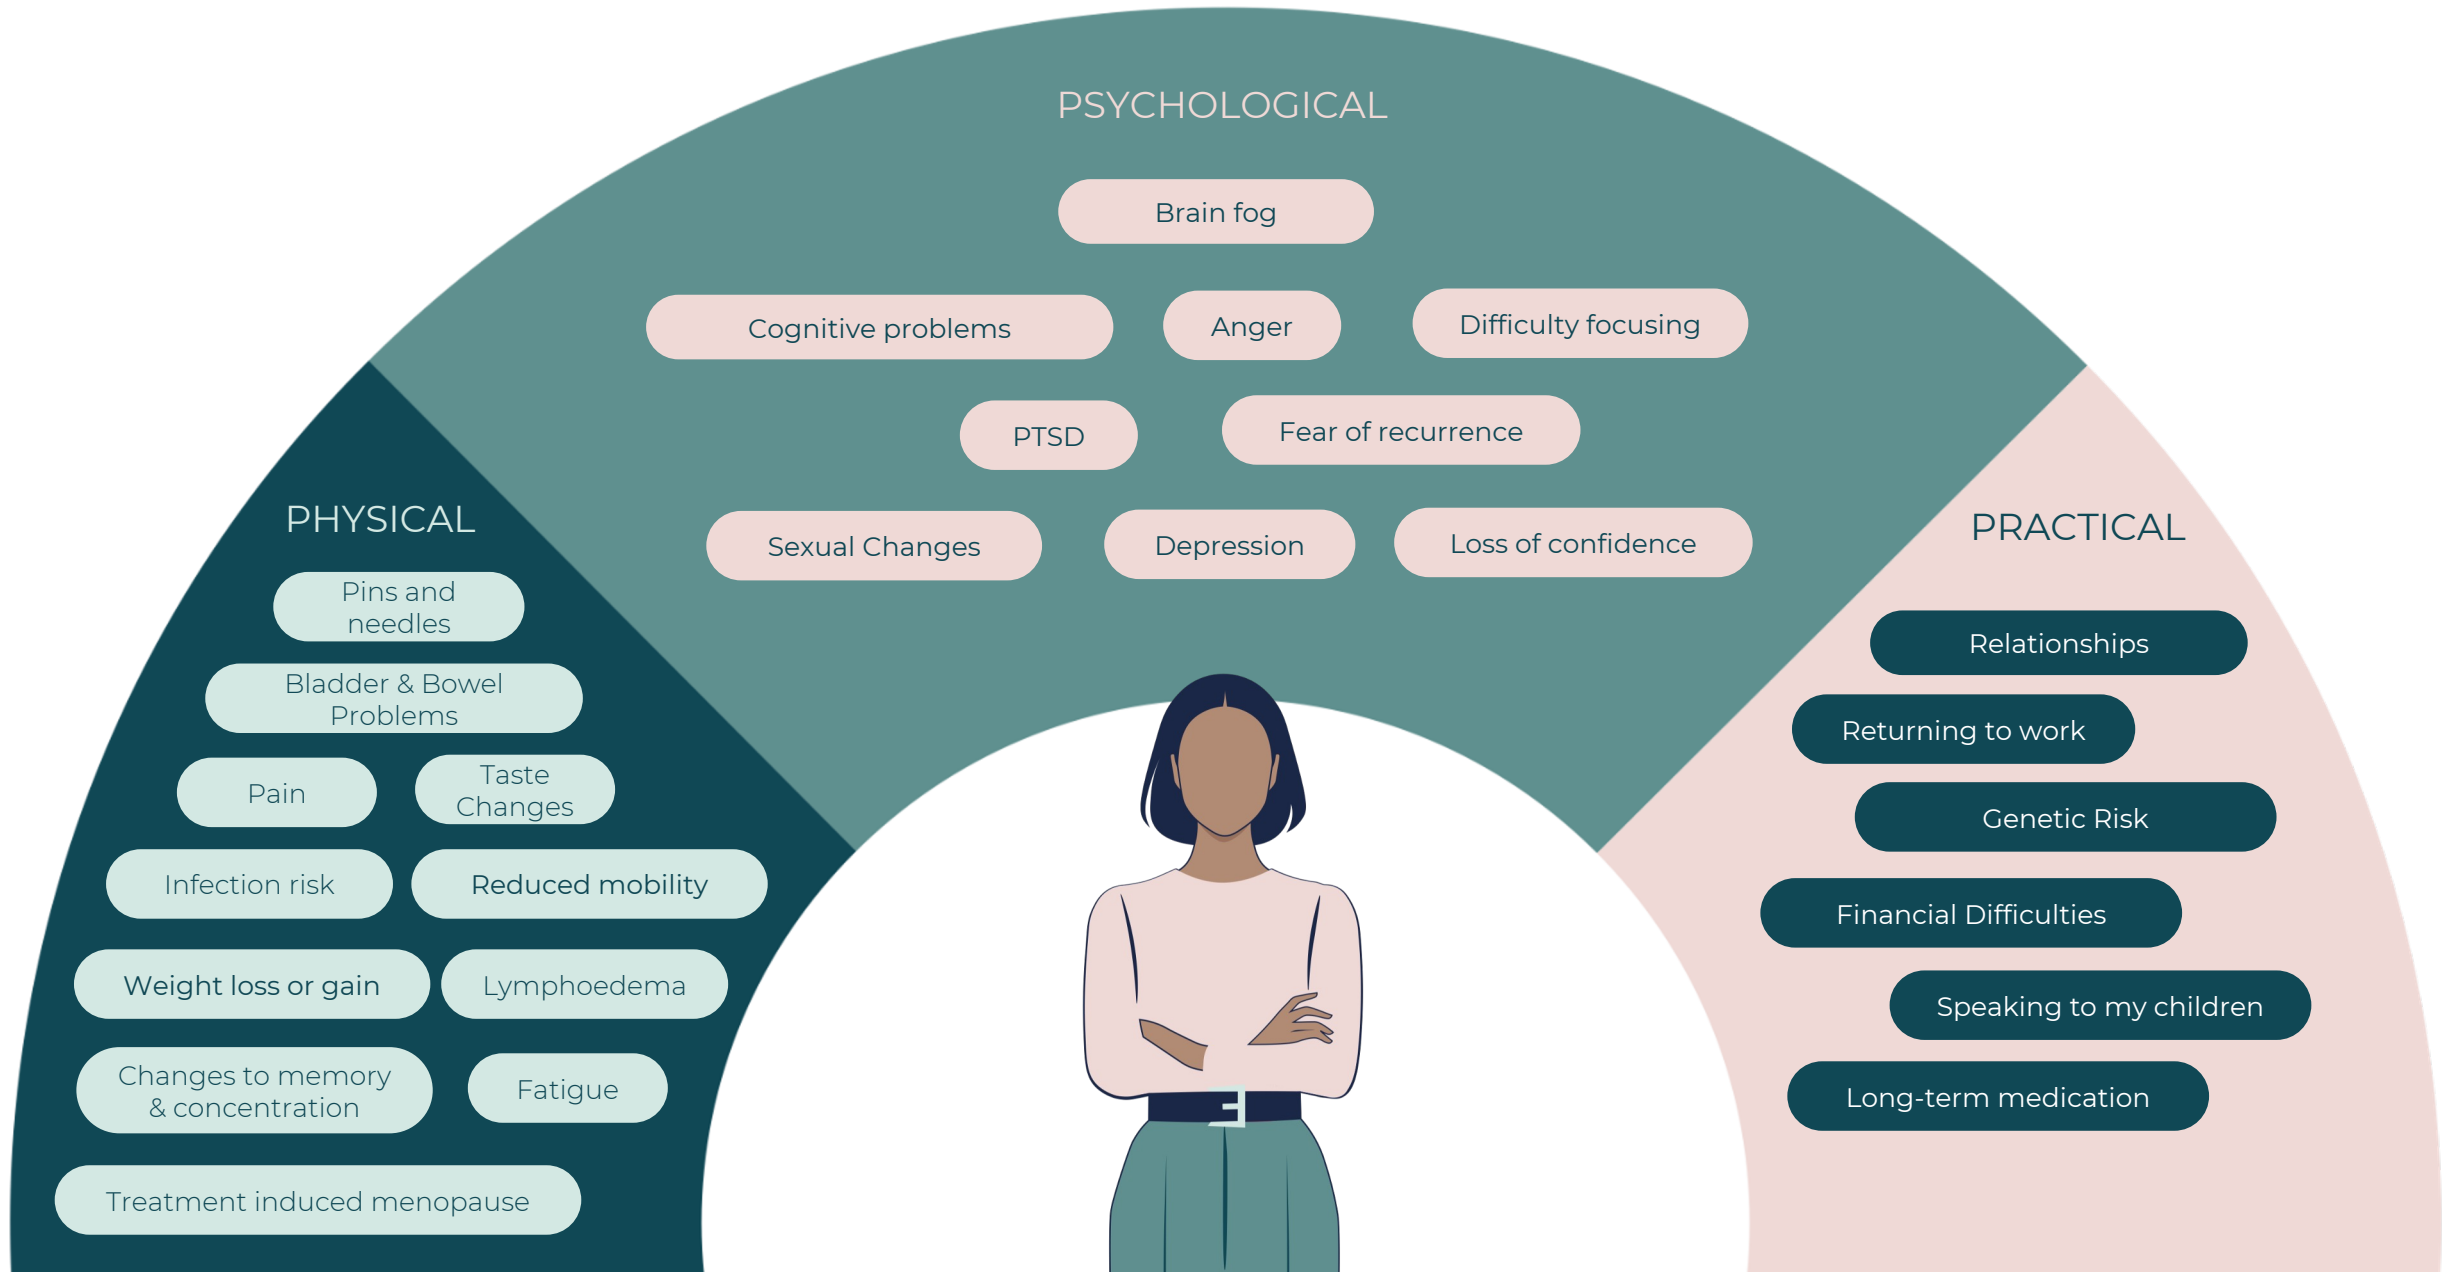 PSYCHOLOGICAL
Brain fog
Cognitive problems
Anger
Difficulty focusing
PTSD
Fear of recurrence
Sexual Changes
Depression
Loss of confidence
PHYSICAL
Pins and
needles
Bladder & Bowel
Problems
Pain
Taste
Changes
Infection risk
Reduced mobility
Weight loss or gain
Lymphoedema
Changes to memory
& concentration
Fatigue
Treatment induced menopause
PRACTICAL
Relationships
Returning to work
Genetic Risk
Financial Difficulties
Speaking to my children
Long-term medication